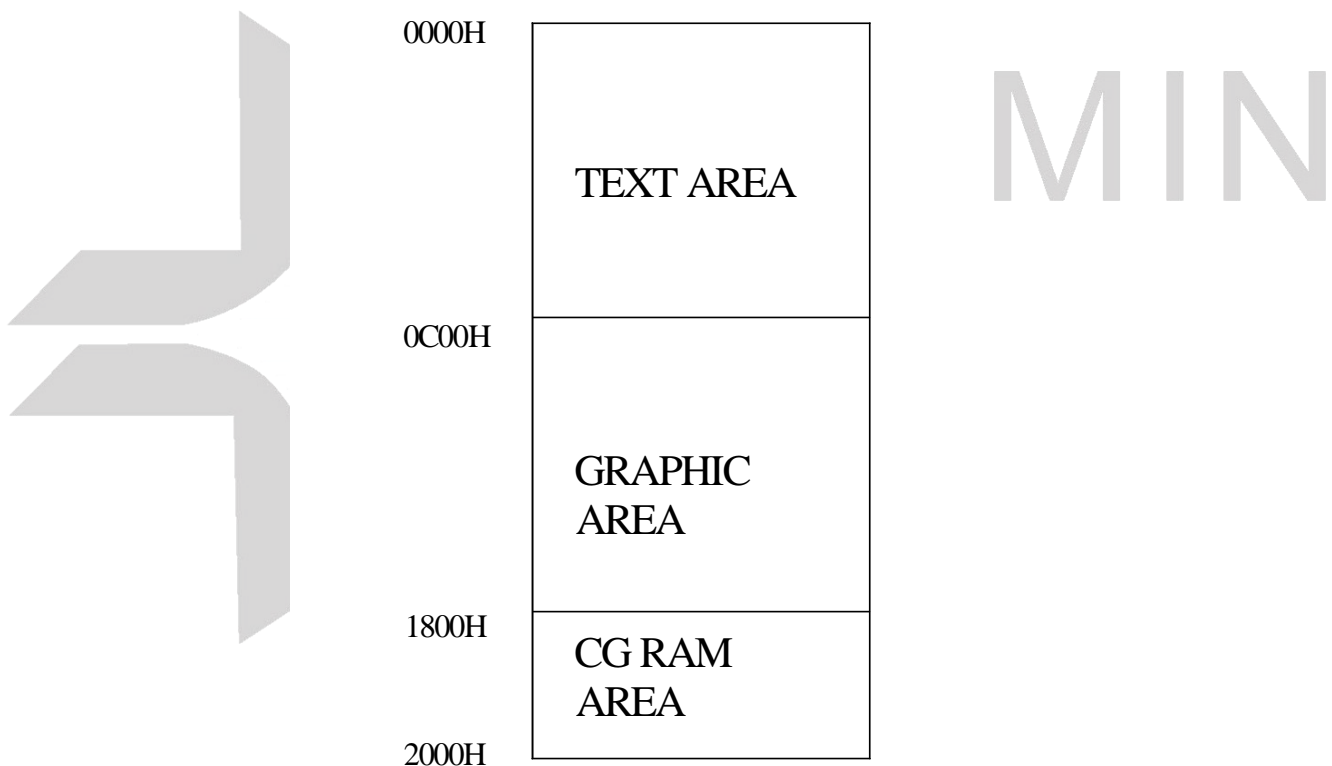 0000H
MIN
TEXT AREA
0C00H
GRAPHIC
AREA
1800H
CG RAM
AREA
2000H